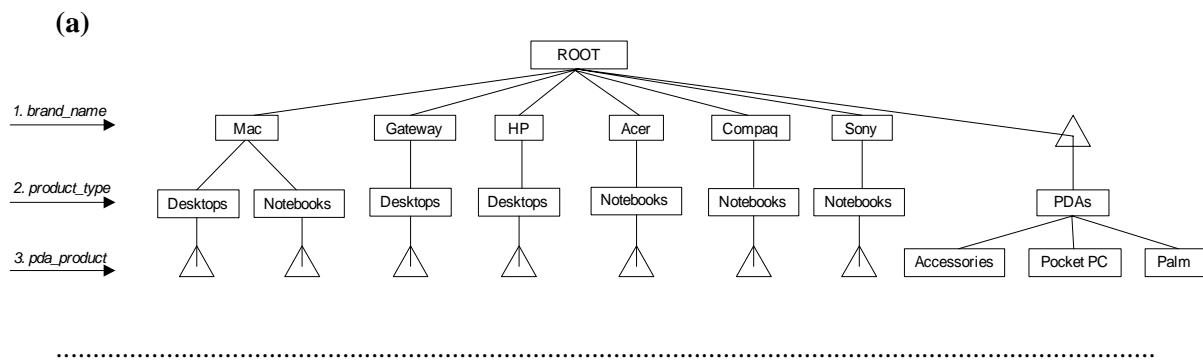 (a)
ROOT
1. brand_name
Mac Gateway HP Acer Compaq Sony
2. product_type
Desktops Notebooks Desktops Desktops Notebooks Notebooks Notebooks PDAs
3. pda_product
Accessories Pocket PC Palm